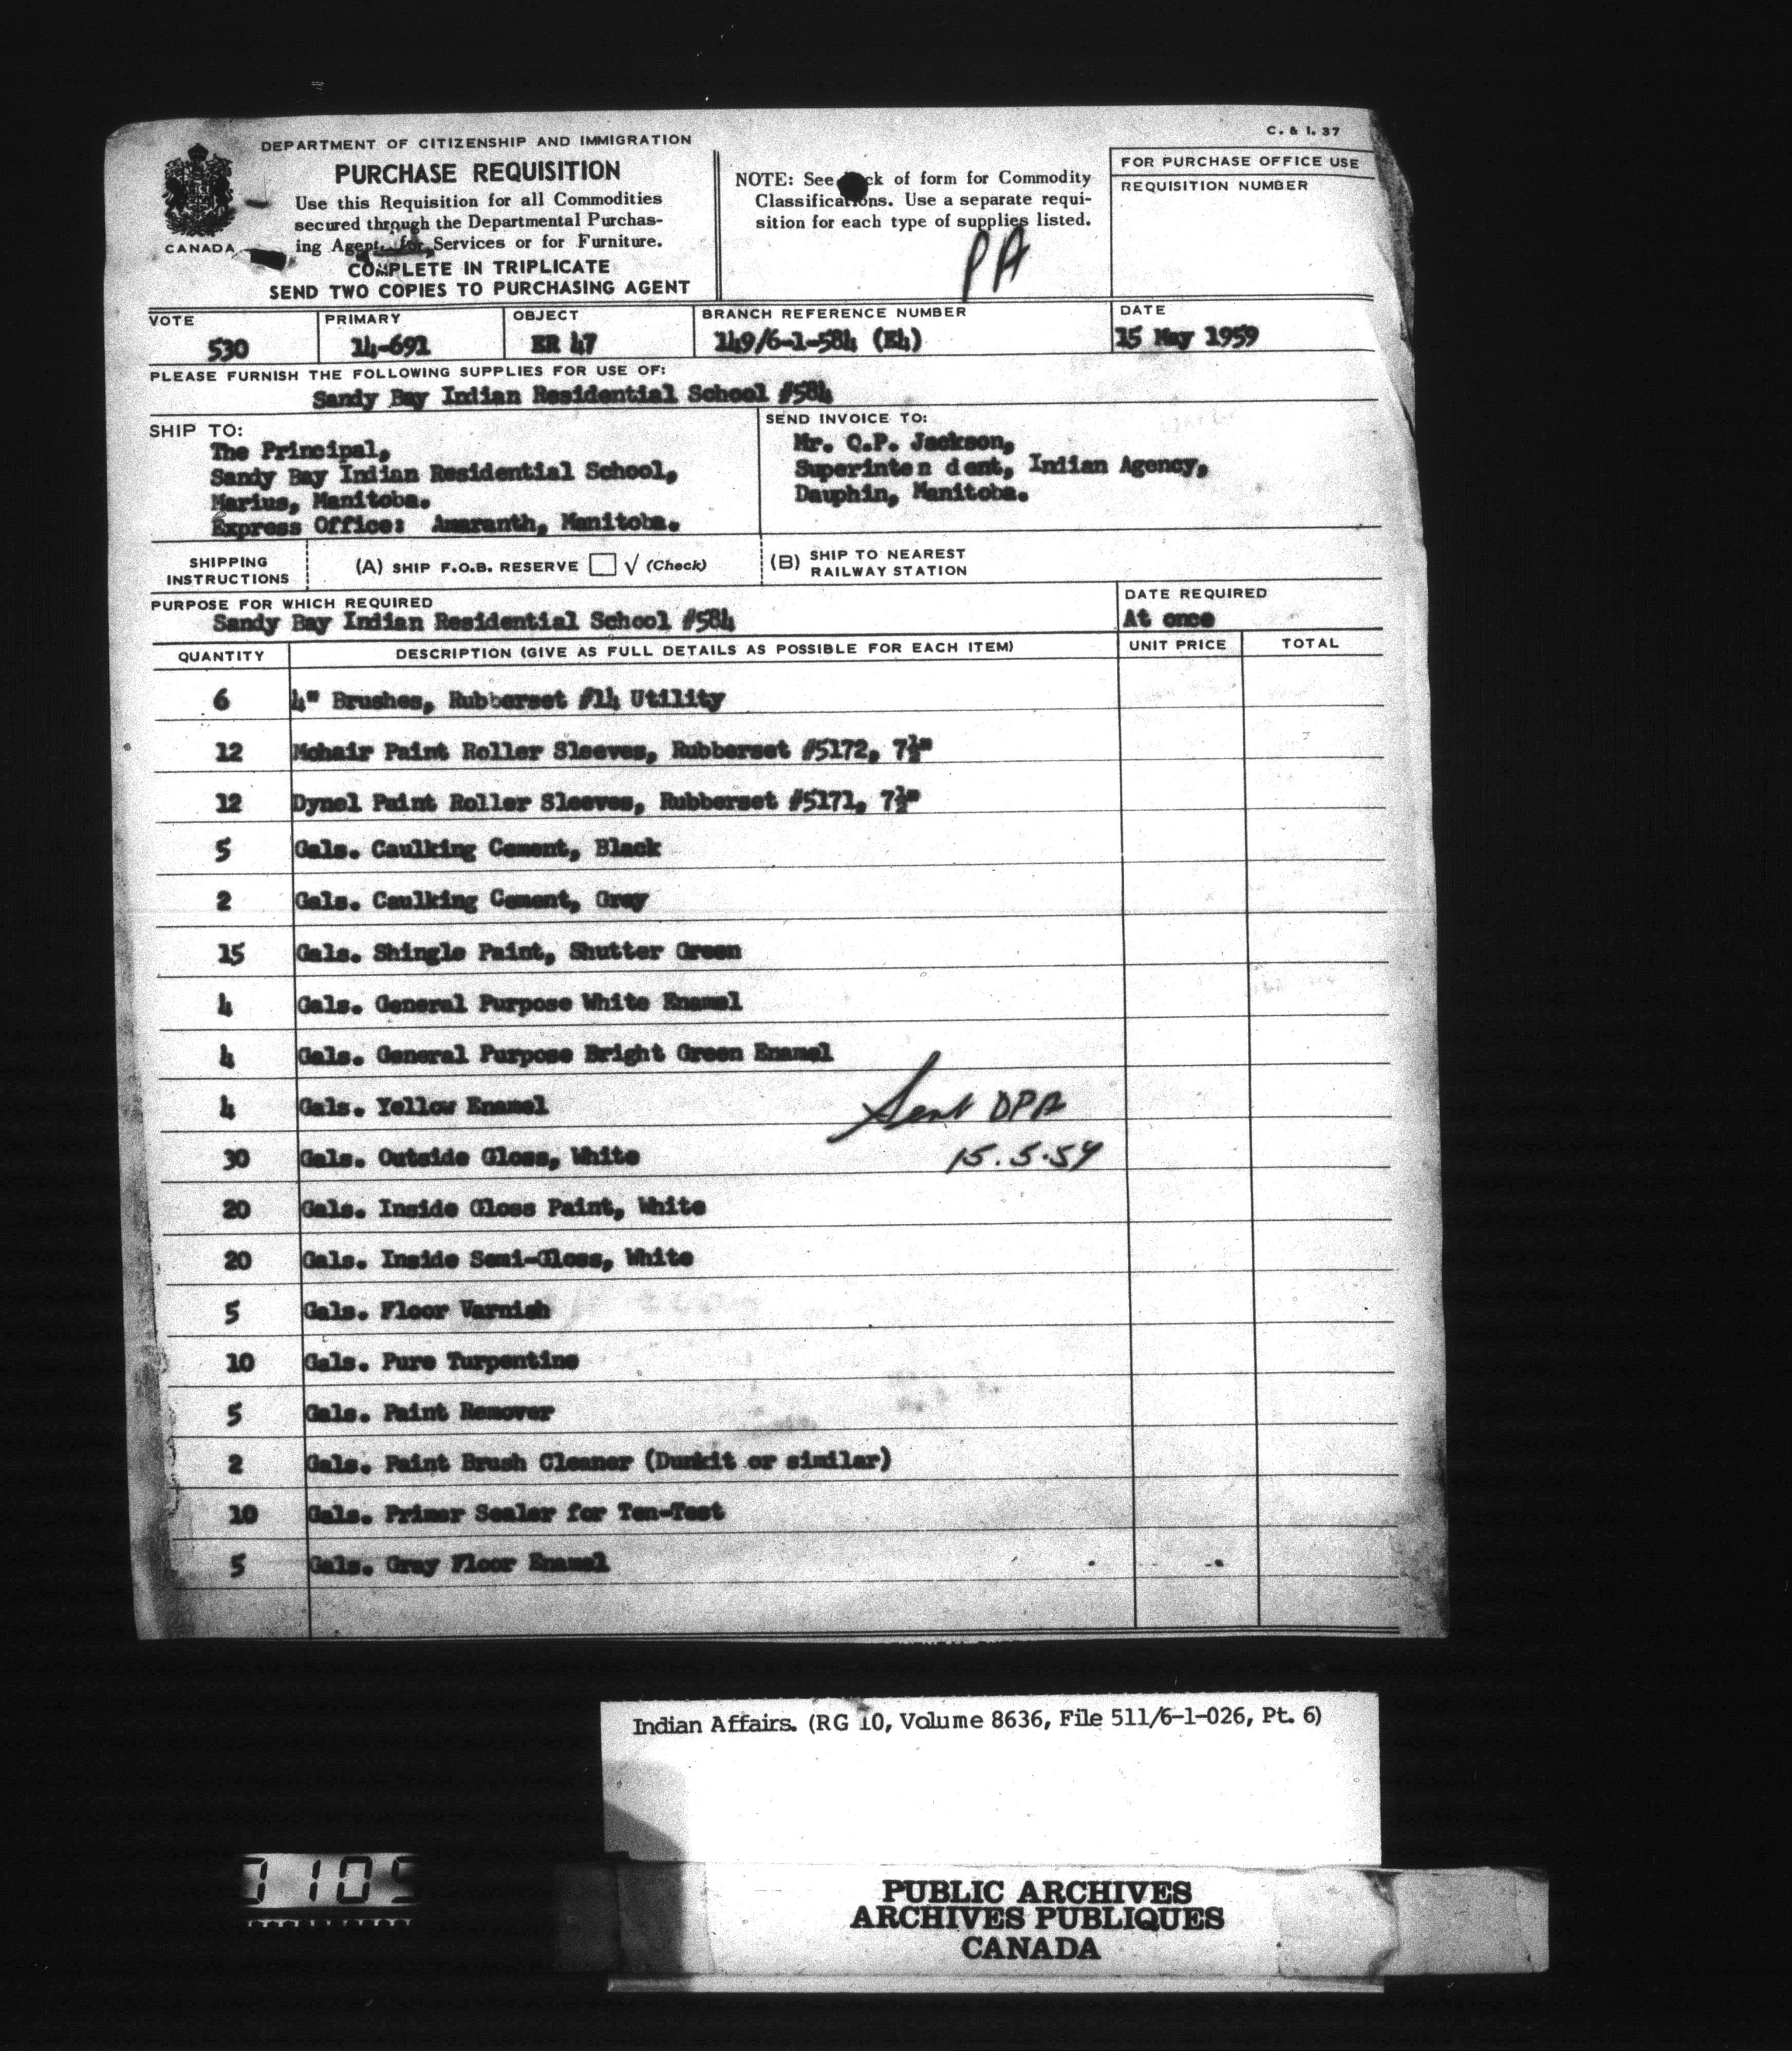 C. & I. 37
DEPARTMENT OF CITIZENSHIP AND IMMIGRATION
PURCHASE REQUISITION
Use this Requisition for all Commodities
secured through the Departmental Purchas-
ing Agent, for Services or for Furniture.
COMPLETE IN TRIPLICATE
SEND TWO COPIES TO PURCHASING AGENT
CANADA
NOTE: See back of form for Commodity
Classifications. Use a separate requi-
sition for each type of supplies listed.
PA
FOR PURCHASE OFFICE USE
REQUISITION NUMBER
VOTE PRIMARY OBJECT BRANCH REFERENCE NUMBER DATE
530 14-691 ER 47 149/6-1-584 (E4) 15 May 1959
PLEASE FURNISH THE FOLLOWING SUPPLIES FOR USE OF:
Sandy Bay Indian Residential School #584
SHIP TO:
The Principal,
Sandy Bay Indian Residential School,
Marius, Manitoba.
Express Office: Amaranth, Manitoba.
SEND INVOICE TO:
Mr. Q.P. Jackson,
Superinten dent, Indian Agency,
Dauphin, Manitoba.
SHIPPING
INSTRUCTIONS
(A) SHIP F.O.B. RESERVE √ (Check)
(B) SHIP TO NEAREST
RAILWAY STATION
PURPOSE FOR WHICH REQUIRED
Sandy Bay Indian Residential School #584
DATE REQUIRED
At once
QUANTITY DESCRIPTION (GIVE AS FULL DETAILS AS POSSIBLE FOR EACH ITEM) UNIT PRICE TOTAL
6 4" Brushes, Rubberset #14 Utility
12 Mohair Paint Roller Sleeves, Rubberset #5172, 7½"
12 Dynel Paint Roller Sleeves, Rubberset #5171, 7½"
5 Gals. Caulking Cement, Black
2 Gals. Caulking Cement, Grey
15 Gals. Shingle Paint, Shutter Green
4 Gals. General Purpose White Enamel
4 Gals. General Purpose Bright Green Enamel
4 Gals. Yellow Enamel
Sent DPA
30 Gals. Outside Gloss, White
15.5.59
20 Gals. Inside Gloss Paint, White
20 Gals. Inside Semi-Gloss, White
5 Gals. Floor Varnish
10 Gals. Pure Turpentine
5 Gals. Paint Remover
2 Gals. Paint Brush Cleaner (Dunkit or similar)
10 Gals. Primer Sealer for Ten-Test
5 Gals. Gray Floor Enamel
Indian Affairs. (RG 10, Volume 8636, File 511/6-1-026, Pt. 6)
PUBLIC ARCHIVES
ARCHIVES PUBLIQUES
CANADA